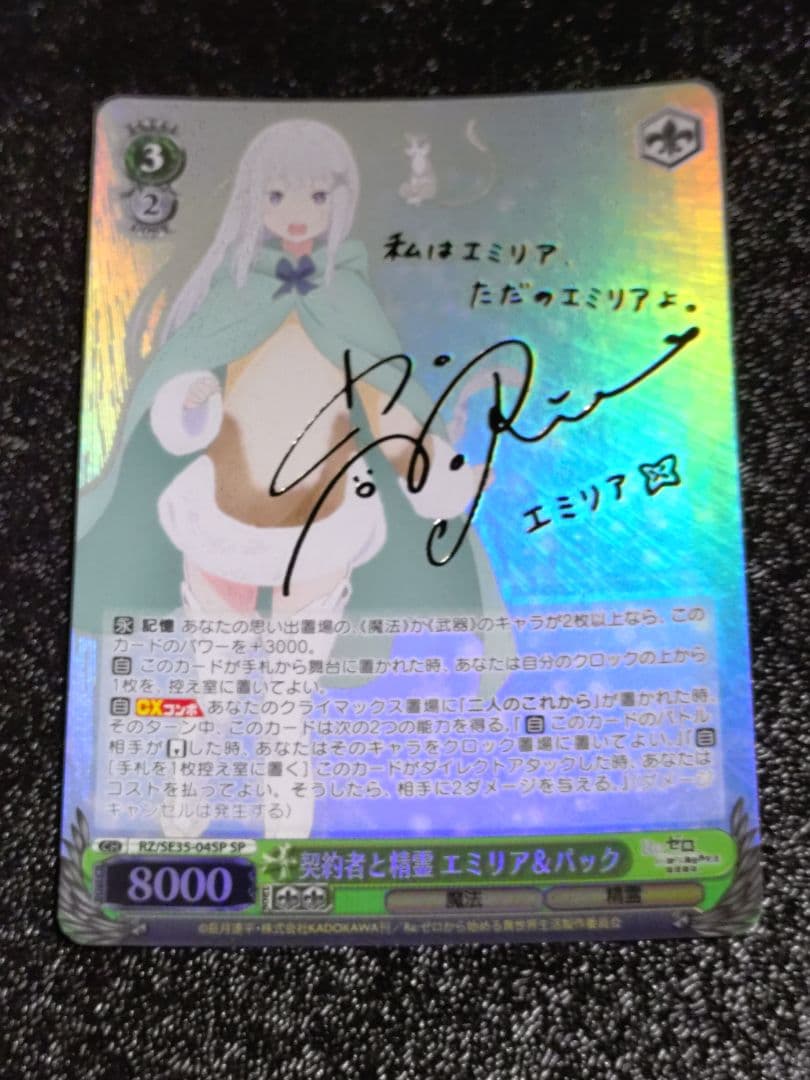 3
2
私はエミリア、
ただのエミリアよ。
エミリア
永 記憶 あなたの思い出置場の、《魔法》か《武器》のキャラが2枚以上なら、この
カードのパワーを+3000。
自 このカードが手札から舞台に置かれた時、あなたは自分のクロックの上から
1枚を、控え室に置いてよい。
自 CXコンボ あなたのクライマックス置場に「二人のこれから」が置かれた時、
そのターン中、このカードは次の2つの能力を得る。『自 このカードのバトル
相手が した時、あなたはそのキャラをクロック置場に置いてよい。』『自
[手札を1枚控え室に置く] このカードがダイレクトアタックした時、あなたは
コストを払ってよい。そうしたら、相手に2ダメージを与える。』（ダメージ
キャンセルは発生する）
CH RZ/SE35-04SP SP
8000 契約者と精霊 エミリア&パック
Re:ゼロ
魔法 精霊
©長月達平・株式会社KADOKAWA刊／Re:ゼロから始める異世界生活製作委員会